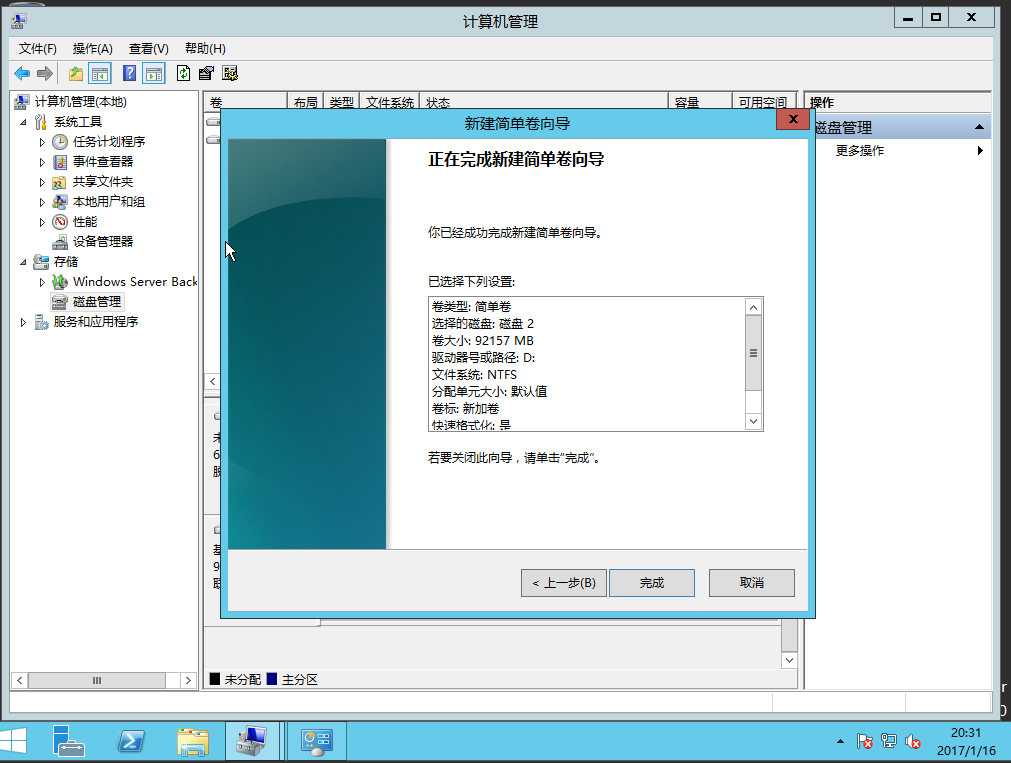 计算机管理
文件(F) 操作(A) 查看(V) 帮助(H)
计算机管理(本地)
系统工具
任务计划程序
事件查看器
共享文件夹
本地用户和组
性能
设备管理器
存储
Windows Server Back
磁盘管理
服务和应用程序
卷 布局 类型 文件系统 状态 容量 可用空间
操作
磁盘管理
更多操作
新建简单卷向导
正在完成新建简单卷向导
你已经成功完成新建简单卷向导。
已选择下列设置:
卷类型: 简单卷
选择的磁盘: 磁盘 2
卷大小: 92157 MB
驱动器号或路径: D:
文件系统: NTFS
分配单元大小: 默认值
卷标: 新加卷
快速格式化: 是
若要关闭此向导，请单击"完成"。
< 上一步(B) 完成 取消
未分配 主分区
20:31
2017/1/16